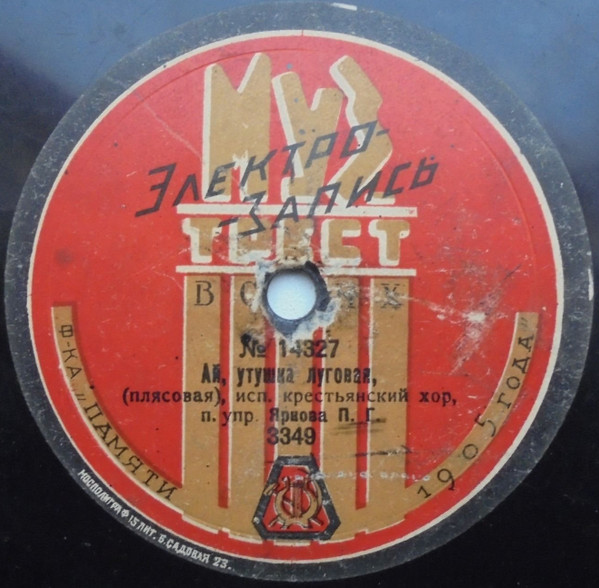 МУЗ
ЭЛЕКТРО-
-ЗАПИСЬ
ТРЕСТ
ВСНХ
№ 14327
Ай, утушка луговая,
(плясовая), исп. крестьянский хор,
п. упр. Яркова П. Г.
3349
Ф-КА „ПАМЯТИ
1905 ГОДА"
МОСПОЛИГРАФ 15 ЛИТ. Б. САДОВАЯ 23.